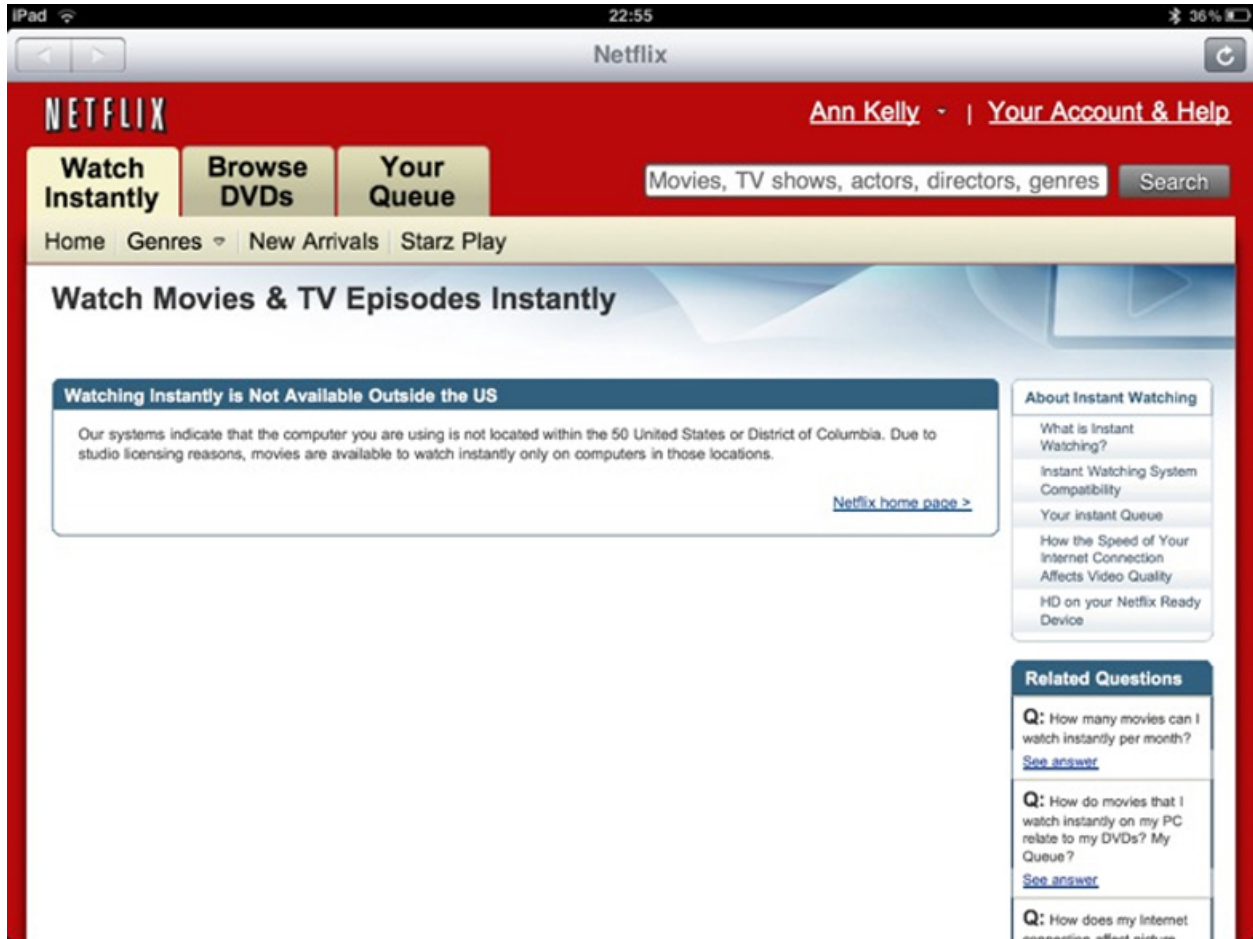 iPad 22:55 36%
Netflix
NETFLIX
Ann Kelly | Your Account & Help
Watch Instantly
Browse DVDs
Your Queue
Movies, TV shows, actors, directors, genres Search
Home Genres New Arrivals Starz Play
Watch Movies & TV Episodes Instantly
Watching Instantly is Not Available Outside the US
Our systems indicate that the computer you are using is not located within the 50 United States or District of Columbia. Due to
studio licensing reasons, movies are available to watch instantly only on computers in those locations.
Netflix home page >
About Instant Watching
What is Instant
Watching?
Instant Watching System
Compatibility
Your instant Queue
How the Speed of Your
Internet Connection
Affects Video Quality
HD on your Netflix Ready
Device
Related Questions
Q: How many movies can I
watch instantly per month?
See answer
Q: How do movies that I
watch instantly on my PC
relate to my DVDs? My
Queue?
See answer
Q: How does my Internet
connection affect picture